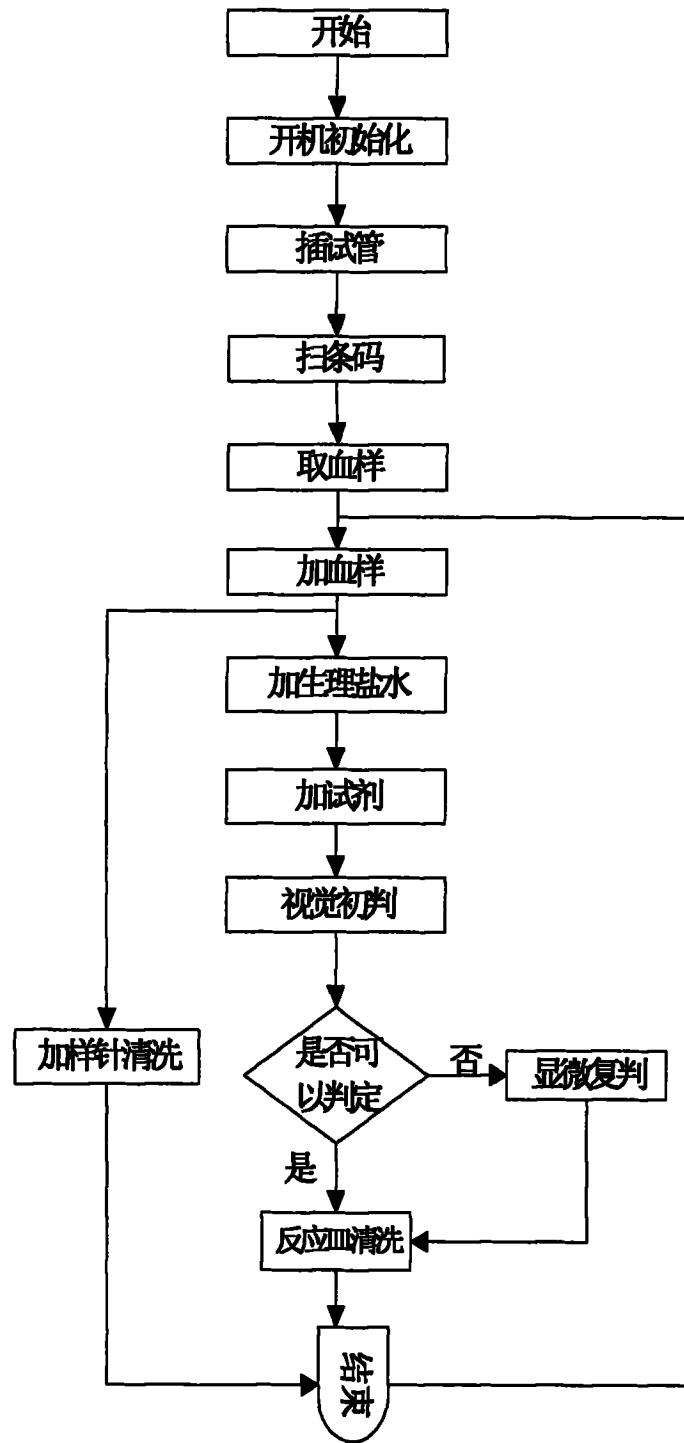 开始
开机初始化
插试管
扫条码
取血样
加血样
加生理盐水
加试剂
视觉初判
加样针清洗
是否可
以判定
否
显微复判
是
反应皿清洗
结束